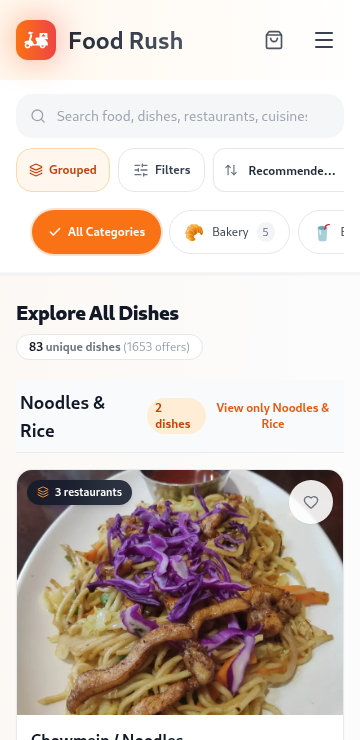 Food Rush
Search food, dishes, restaurants, cuisines
Grouped
Filters
Recommende...
All Categories
Bakery 5
Explore All Dishes
83 unique dishes (1653 offers)
Noodles &
Rice
2
dishes
View only Noodles &
Rice
3 restaurants
Chowmein / Noodles